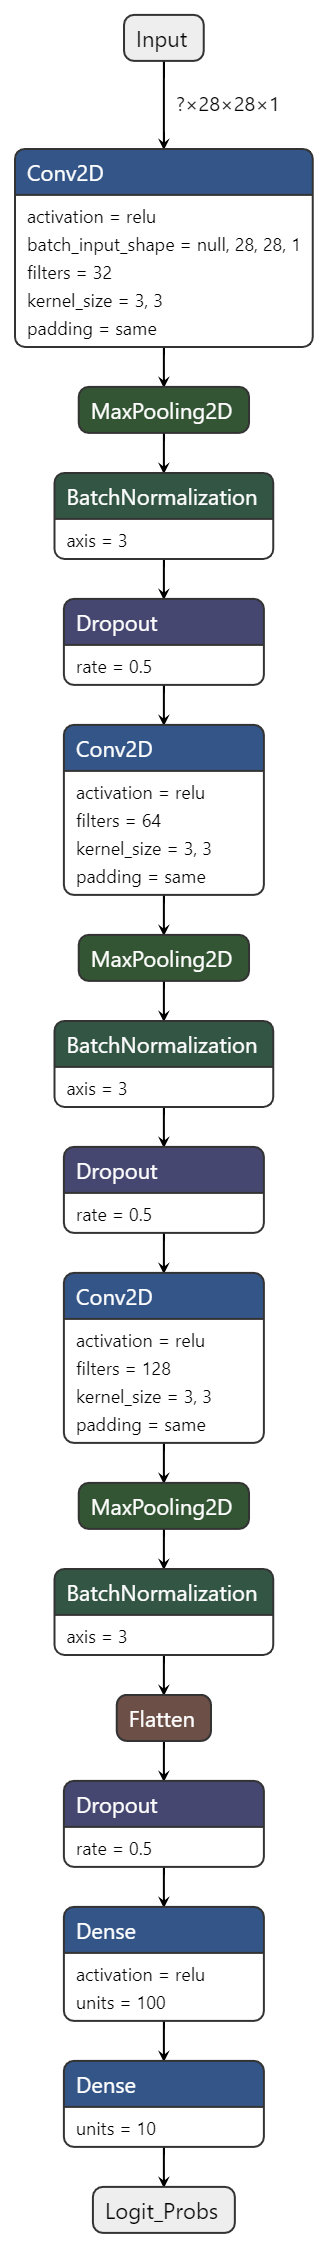 Input
?×28×28×1
Conv2D
activation = relu
batch_input_shape = null, 28, 28, 1
filters = 32
kernel_size = 3, 3
padding = same
MaxPooling2D
BatchNormalization
axis = 3
Dropout
rate = 0.5
Conv2D
activation = relu
filters = 64
kernel_size = 3, 3
padding = same
MaxPooling2D
BatchNormalization
axis = 3
Dropout
rate = 0.5
Conv2D
activation = relu
filters = 128
kernel_size = 3, 3
padding = same
MaxPooling2D
BatchNormalization
axis = 3
Flatten
Dropout
rate = 0.5
Dense
activation = relu
units = 100
Dense
units = 10
Logit_Probs